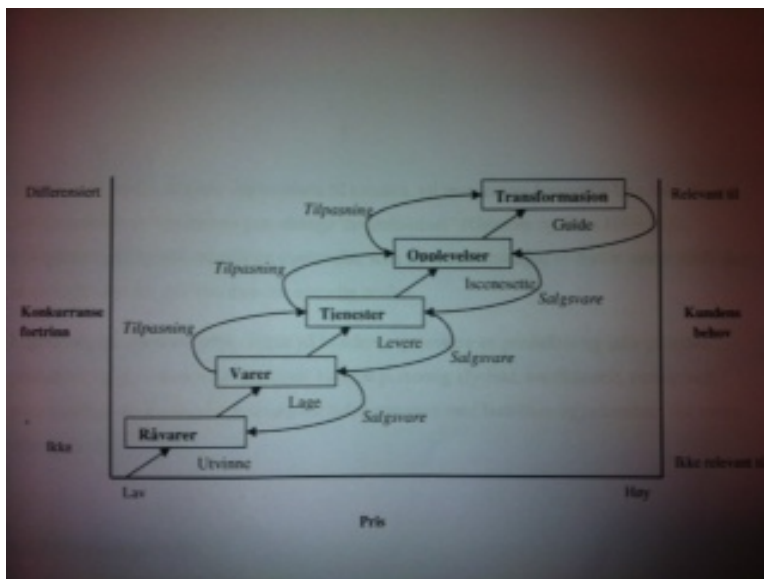 Differensiert
Transformasion
Relevant til
Tilpasning
Guide
Opplevelser
Tilpasning
Iscenesette
Salgsvare
Konkurranse
fortrinn
Tjenester
Kundens
behov
Tilpasning
Levere
Salgsvare
Varer
Lage
Salgsvare
Råvarer
Ikke
Utvinne
Ikke relevant til
Lav
Høy
Pris